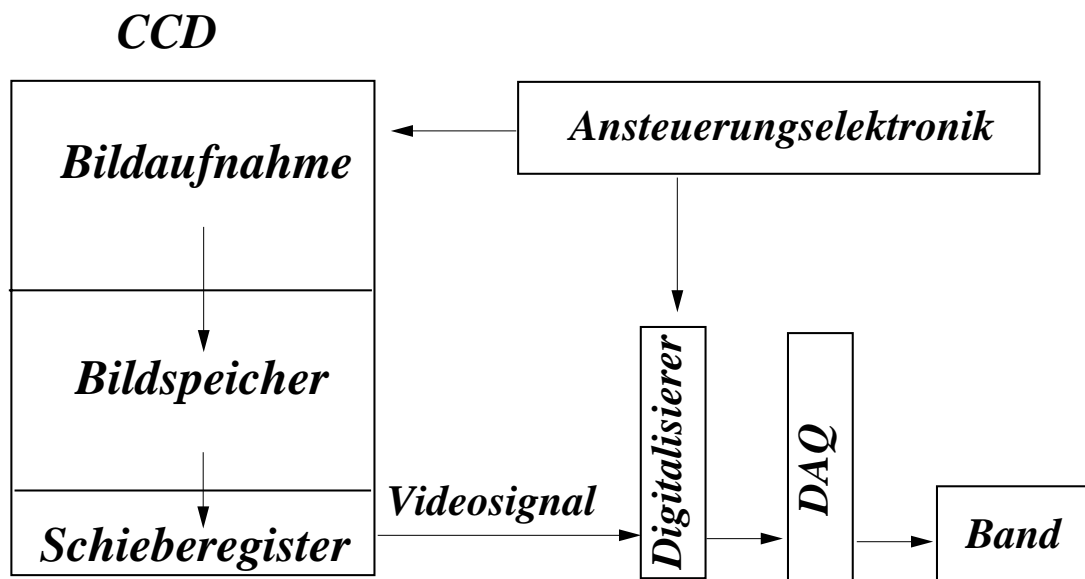 CCD
Ansteuerungselektronik
Bildaufnahme
Bildspeicher
Schieberegister
Videosignal
Digitalisierer
DAQ
Band